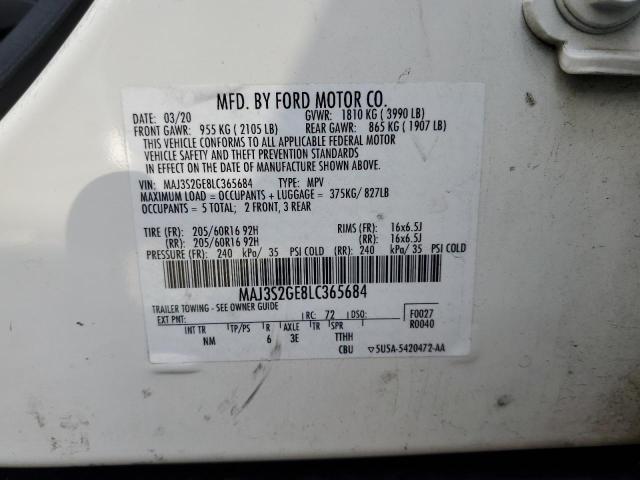 MFD. BY FORD MOTOR CO.
DATE: 03/20 GVWR: 1810 KG ( 3990 LB)
FRONT GAWR: 955 KG ( 2105 LB) REAR GAWR: 865 KG ( 1907 LB)
THIS VEHICLE CONFORMS TO ALL APPLICABLE FEDERAL MOTOR
VEHICLE SAFETY AND THEFT PREVENTION STANDARDS
IN EFFECT ON THE DATE OF MANUFACTURE SHOWN ABOVE.
VIN: MAJ3S2GE8LC365684 TYPE: MPV
MAXIMUM LOAD = OCCUPANTS + LUGGAGE = 375KG/ 827LB
OCCUPANTS = 5 TOTAL; 2 FRONT, 3 REAR
TIRE (FR): 205/60R16 92H RIMS (FR): 16x6.5J
(RR): 205/60R16 92H (RR): 16x6.5J
PRESSURE (FR): 240 kPa/ 35 PSI COLD (RR): 240 kPa/ 35 PSI COLD
MAJ3S2GE8LC365684
TRAILER TOWING - SEE OWNER GUIDE
EXT PNT: RC: 72 DSO: F0027
R0040
INT TR TP/PS R AXLE TR SPR
NM 6 3E TTHH
CBU ▽5USA-5420472-AA